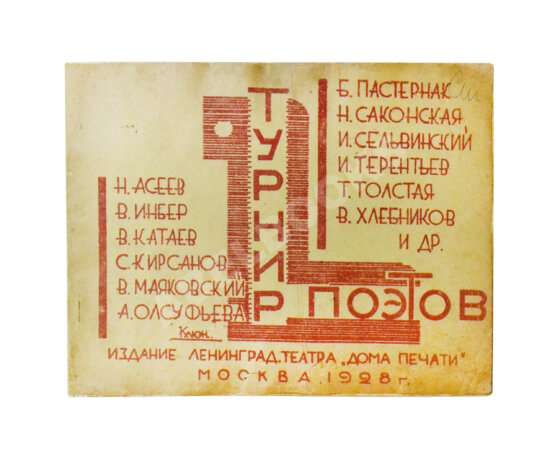 ТУРНИР
ПОЭТОВ
Н. АСЕЕВ
В. ИНБЕР
В. КАТАЕВ
С. КИРСАНОВ
В. МАЯКОВСКИЙ
А. ОЛСУФЬЕВА
Б. ПАСТЕРНАК
Н. САКОНСКАЯ
И. СЕЛЬВИНСКИЙ
И. ТЕРЕНТЬЕВ
Т. ТОЛСТАЯ
В. ХЛЕБНИКОВ
И ДР.
Клюн.
ИЗДАНИЕ ЛЕНИНГРАД. ТЕАТРА „ДОМА ПЕЧАТИ"
МОСКВА 1928 г.